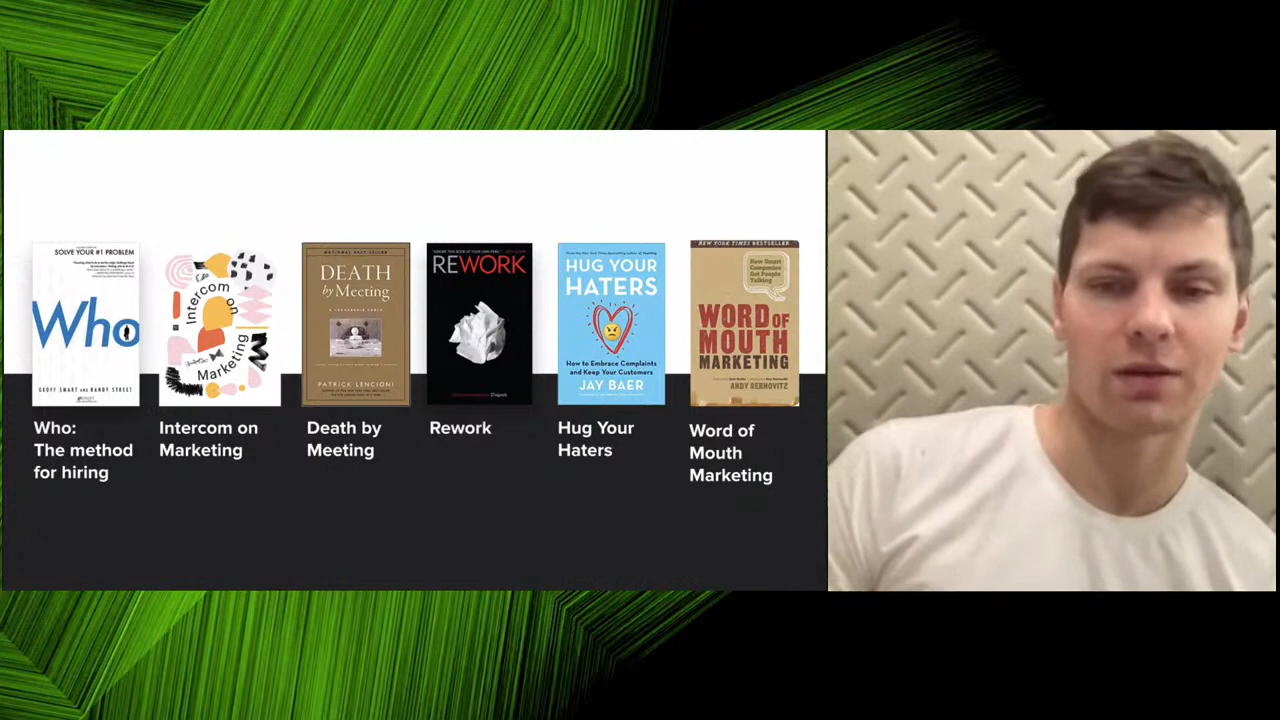 SOLVE YOUR #1 PROBLEM
Who
GEOFF SMART AND RANDY STREET
Who:
The method
for hiring
Intercom on
Marketing
Intercom on
Marketing
NATIONAL BEST-SELLER
DEATH
by Meeting
A LEADERSHIP FABLE
PATRICK LENCIONI
Death by
Meeting
REWORK
Rework
HUG YOUR
HATERS
How to Embrace Complaints
and Keep Your Customers
JAY BAER
Hug Your
Haters
NEW YORK TIMES BESTSELLER
How Smart
Companies
Get People
Talking
WORD OF
MOUTH
MARKETING
ANDY SERNOVITZ
Word of
Mouth
Marketing